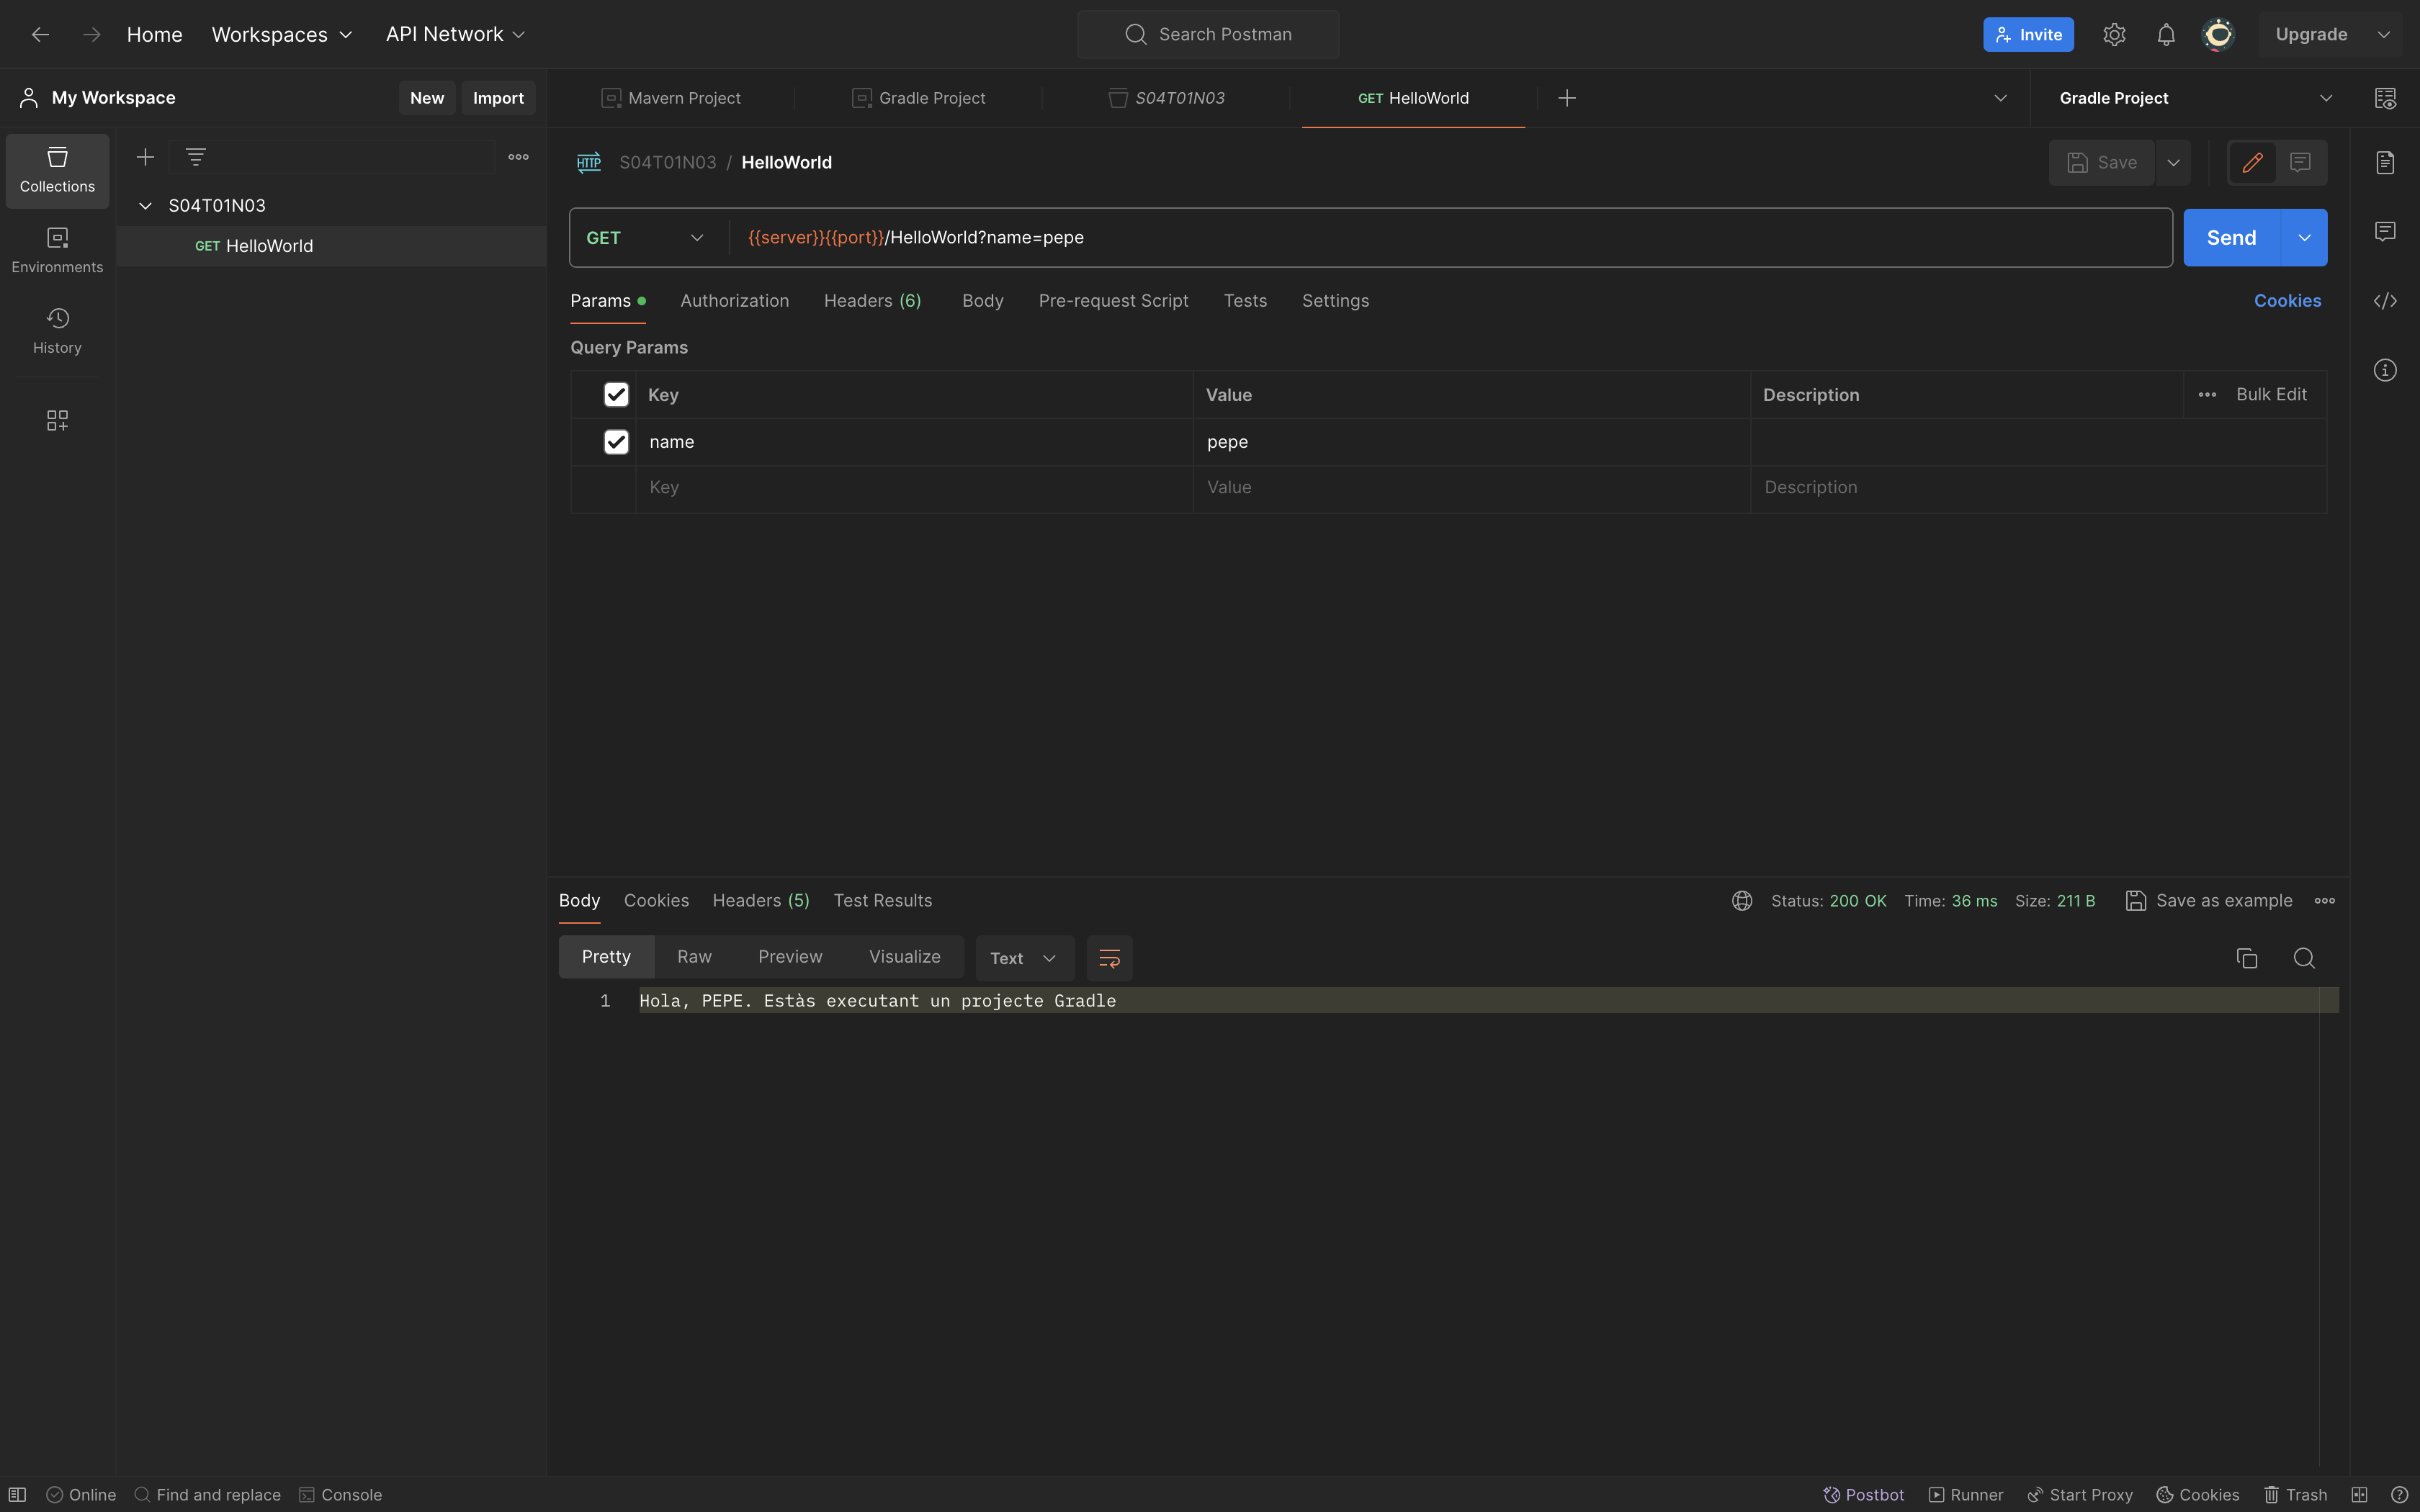 Home Workspaces API Network Search Postman Invite Upgrade
My Workspace New Import Mavern Project Gradle Project S04T01N03 GET HelloWorld Gradle Project
Collections
Environments
History
S04T01N03
GET HelloWorld
HTTP S04T01N03 / HelloWorld Save
GET {{server}}{{port}}/HelloWorld?name=pepe Send
Params Authorization Headers (6) Body Pre-request Script Tests Settings Cookies
Query Params
Key Value Description Bulk Edit
name pepe
Key Value Description
Body Cookies Headers (5) Test Results Status: 200 OK Time: 36 ms Size: 211 B Save as example
Pretty Raw Preview Visualize Text
1 Hola, PEPE. Estàs executant un projecte Gradle
Online Find and replace Console Postbot Runner Start Proxy Cookies Trash